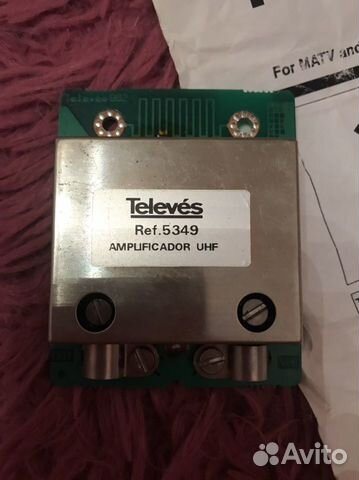 For MATV and
Televés
Ref.5349
AMPLIFICADOR UHF
Avito